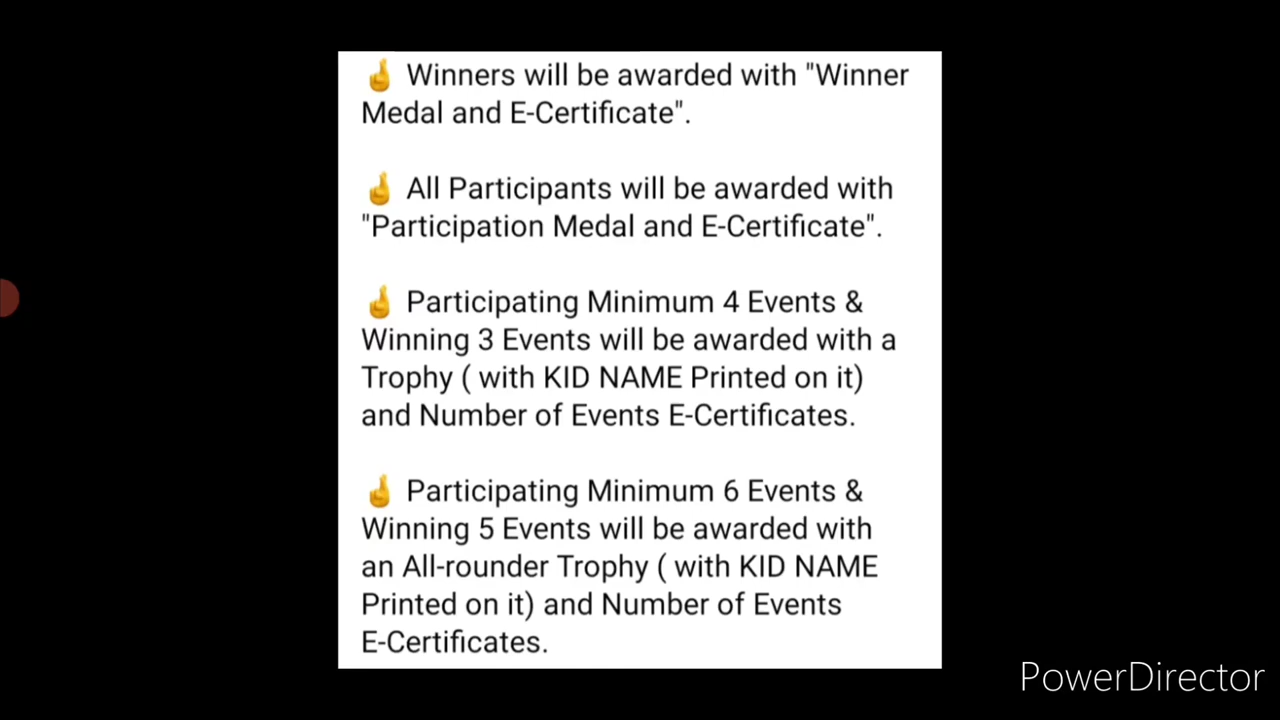 🤞 Winners will be awarded with "Winner
Medal and E-Certificate".
🤞 All Participants will be awarded with
"Participation Medal and E-Certificate".
🤞 Participating Minimum 4 Events &
Winning 3 Events will be awarded with a
Trophy ( with KID NAME Printed on it)
and Number of Events E-Certificates.
🤞 Participating Minimum 6 Events &
Winning 5 Events will be awarded with
an All-rounder Trophy ( with KID NAME
Printed on it) and Number of Events
E-Certificates.
PowerDirector